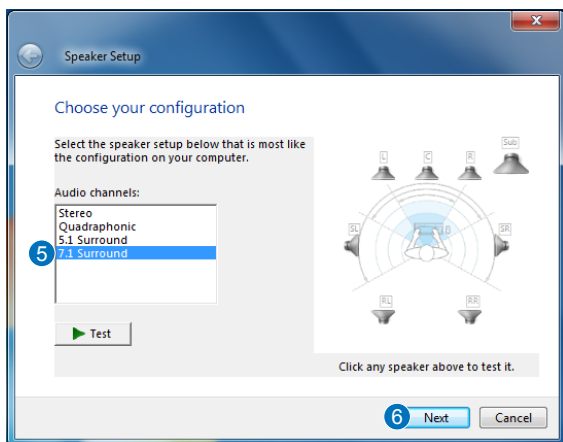 Speaker Setup
Choose your configuration
Select the speaker setup below that is most like
the configuration on your computer.
Audio channels:
Stereo
Quadraphonic
5.1 Surround
5 7.1 Surround
Test
L C R Sub
SL SR
RL RR
Click any speaker above to test it.
6 Next Cancel